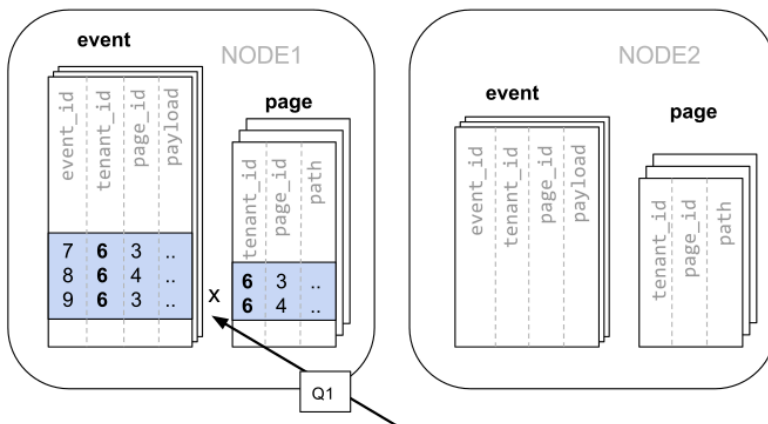 NODE1
event
event_id tenant_id page_id payload
7 6 3 ..
8 6 4 ..
9 6 3 ..
x
page
tenant_id page_id path
6 3 ..
6 4 ..
Q1
NODE2
event
event_id tenant_id page_id payload
page
tenant_id page_id path